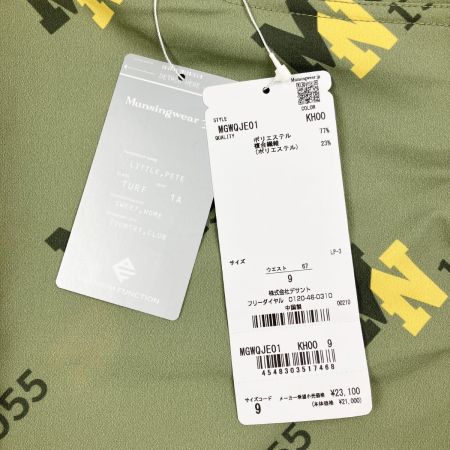 Munsingwear
LITTLE,PETE
TURF
1A
SWEET,HOME
COUNTRY,CLUB
FUNCTION
Munsingwear.jp
STYLE
COLOR
MGWQJE01
KH00
QUALITY
ポリエステル 77%
複合繊維 23%
(ポリエステル)
サイズ
LP-3
ウエスト 67
9
株式会社デサント
フリーダイヤル 0120-46-0310
中国製
00210
MGWQJE01 KH00 9
4548303517468
サイズコード
9
メーカー希望小売価格 ¥23,100
(本体価格 ¥21,000)
055
55